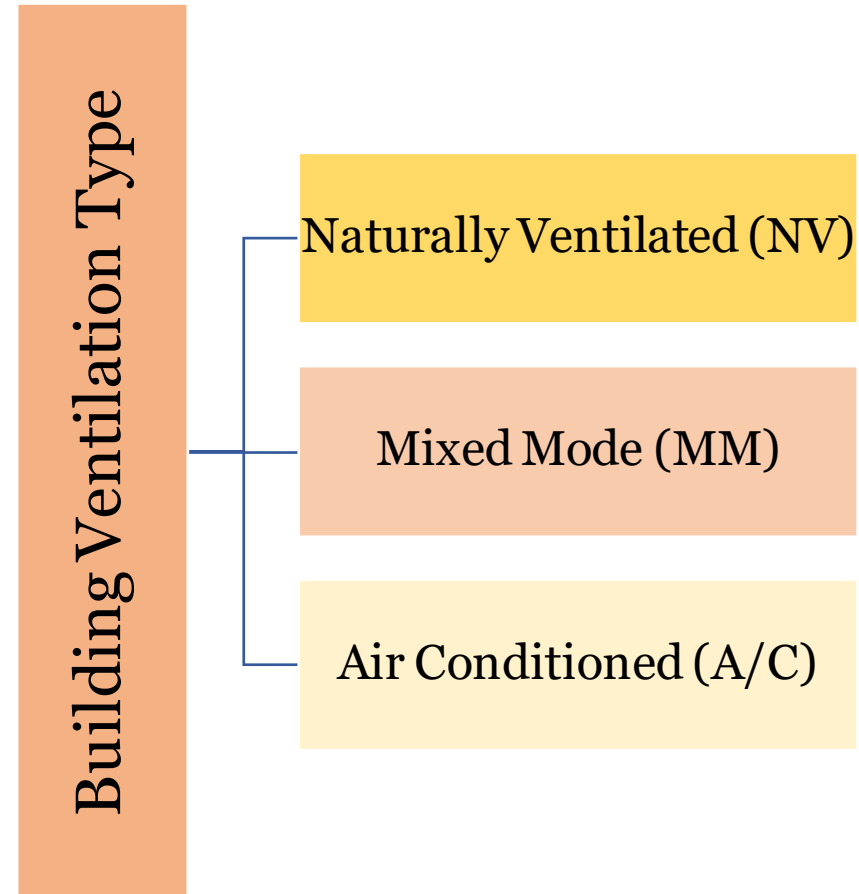 Building Ventilation Type
Naturally Ventilated (NV)
Mixed Mode (MM)
Air Conditioned (A/C)